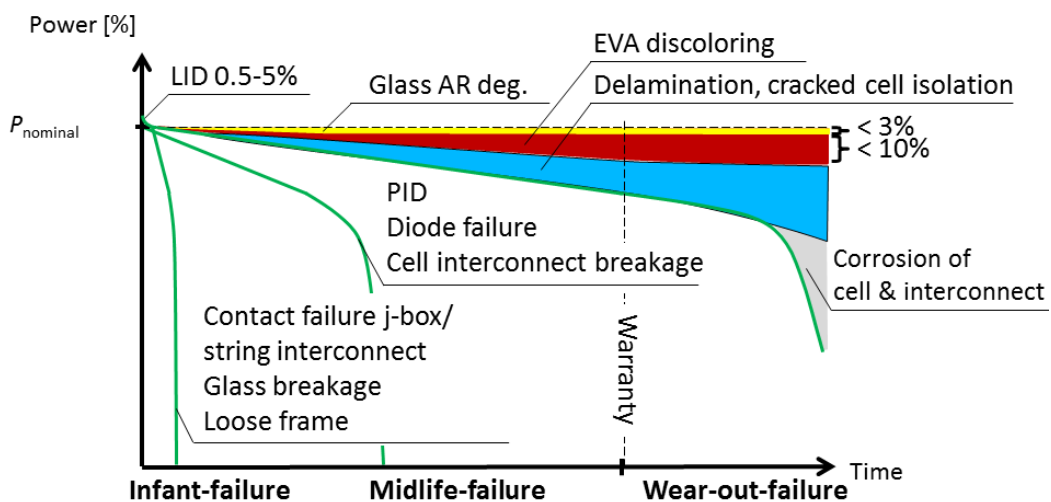 Power [%]
EVA discoloring
LID 0.5-5%
Glass AR deg.
Delamination, cracked cell isolation
Pnominal
< 3%
< 10%
PID
Diode failure
Cell interconnect breakage
Corrosion of
cell & interconnect
Contact failure j-box/
string interconnect
Glass breakage
Loose frame
Warranty
Time
Infant-failure
Midlife-failure
Wear-out-failure